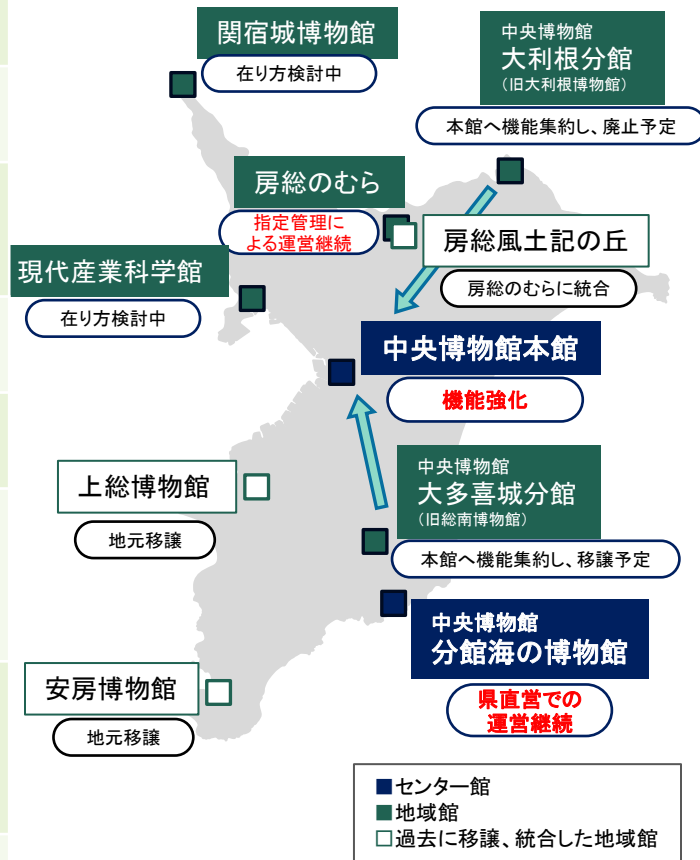 関宿城博物館
在り方検討中
中央博物館
大利根分館
(旧大利根博物館)
本館へ機能集約し、廃止予定
房総のむら
指定管理に
よる運営継続
房総風土記の丘
房総のむらに統合
現代産業科学館
在り方検討中
中央博物館本館
機能強化
上総博物館
地元移譲
中央博物館
大多喜城分館
(旧総南博物館)
本館へ機能集約し、移譲予定
中央博物館
分館海の博物館
県直営での
運営継続
安房博物館
地元移譲
■センター館
■地域館
□過去に移譲、統合した地域館